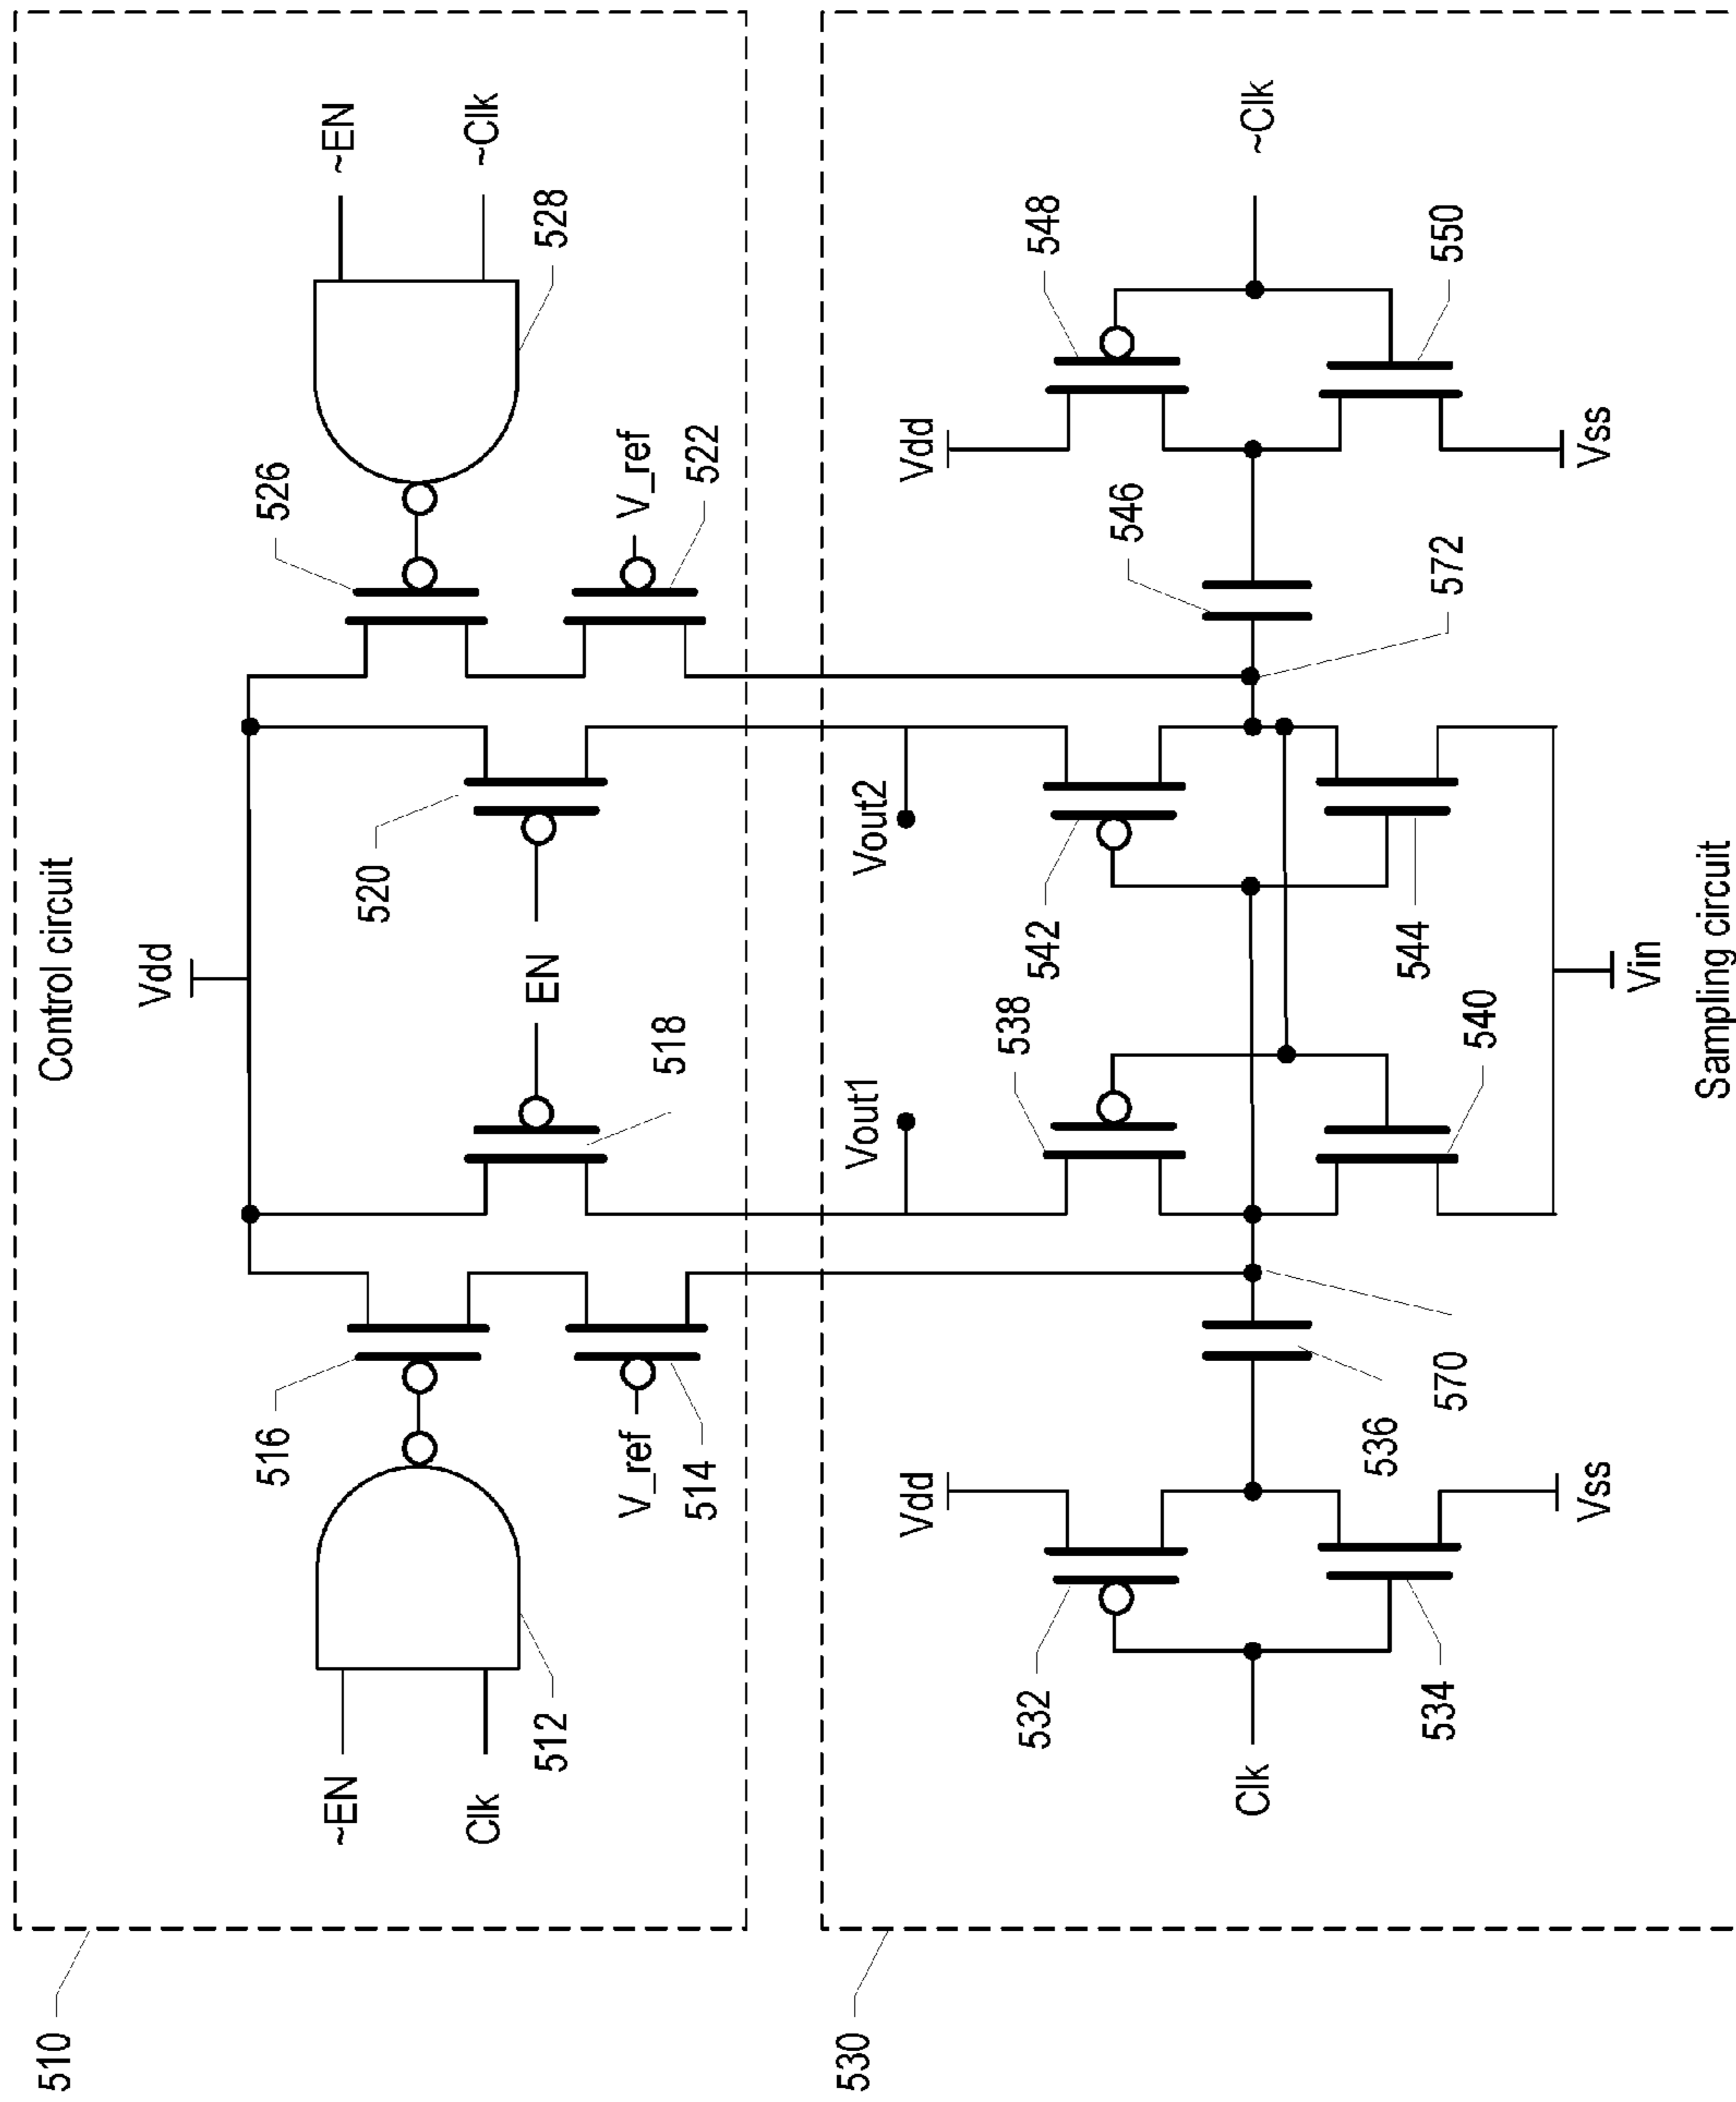 510
Control circuit
Vdd
~EN
Clk
512
516
V_ref
514
518
EN
520
526
V_ref
522
528
~EN
~Clk
530
Vout1
Vout2
Clk
532
534
Vdd
Vss
536
570
538
540
542
544
546
572
Vdd
Vss
548
550
~Clk
Vin
Sampling circuit